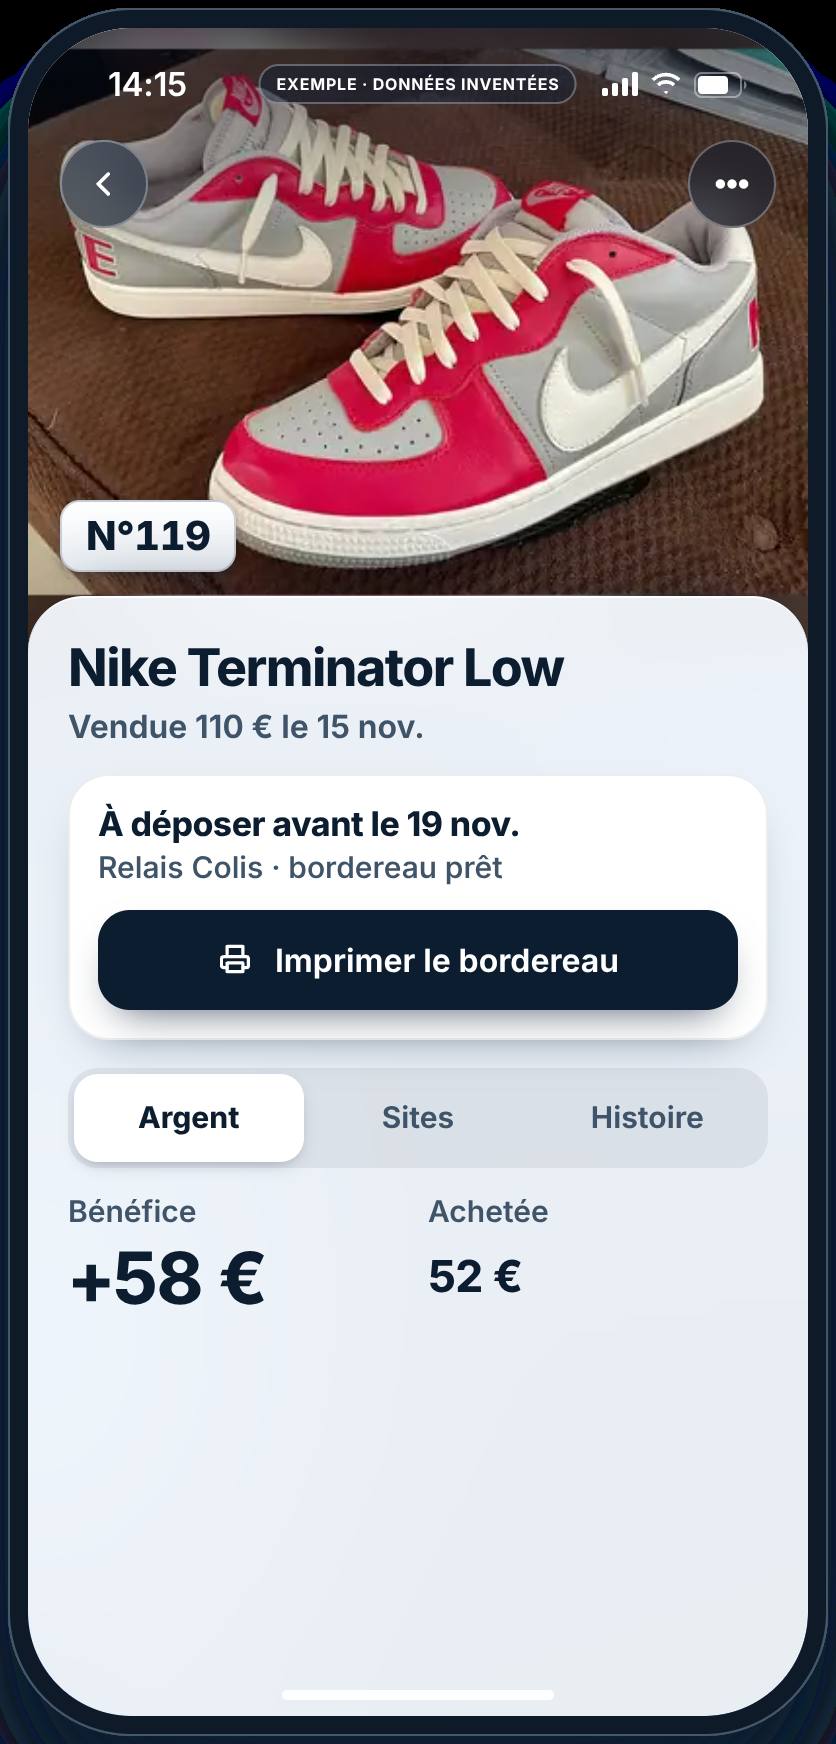 14:15
EXEMPLE · DONNÉES INVENTÉES
E
N°119
Nike Terminator Low
Vendue 110 € le 15 nov.
À déposer avant le 19 nov.
Relais Colis · bordereau prêt
Imprimer le bordereau
Argent
Sites
Histoire
Bénéfice
Achetée
+58 €
52 €